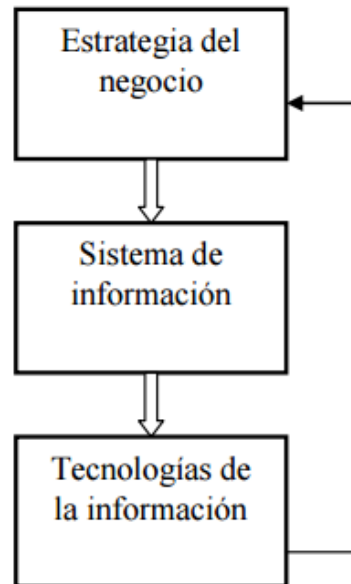 Estrategia del
negocio
Sistema de
información
Tecnologías de
la información